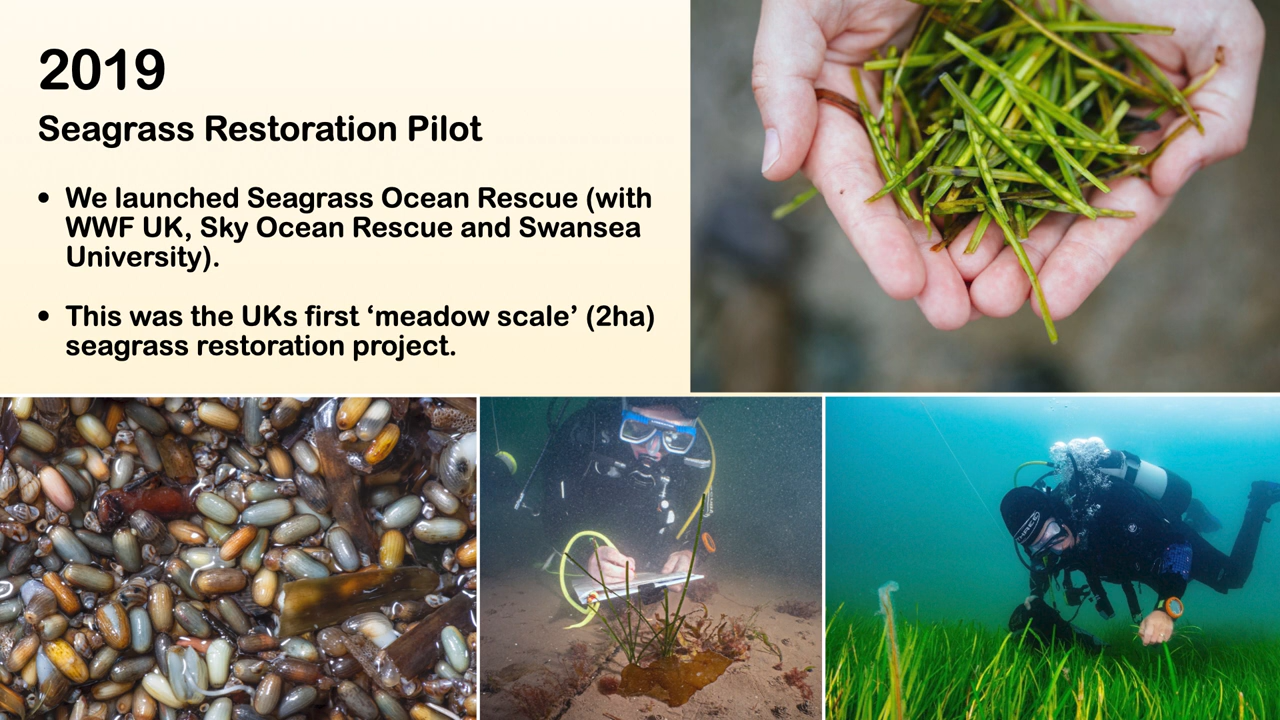 2019
Seagrass Restoration Pilot
• We launched Seagrass Ocean Rescue (with
WWF UK, Sky Ocean Rescue and Swansea
University).
• This was the UKs first ‘meadow scale’ (2ha)
seagrass restoration project.